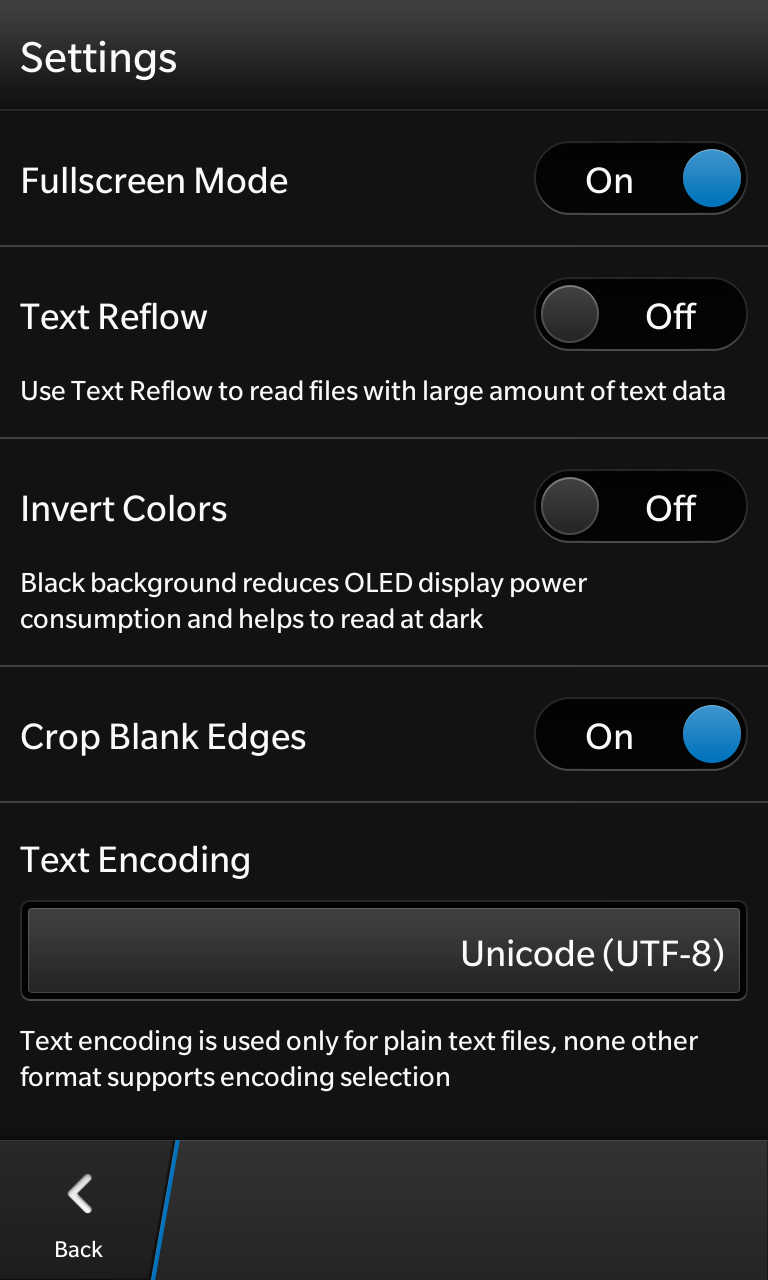 Settings
Fullscreen Mode On
Text Reflow Off
Use Text Reflow to read files with large amount of text data
Invert Colors Off
Black background reduces OLED display power
consumption and helps to read at dark
Crop Blank Edges On
Text Encoding
Unicode (UTF-8)
Text encoding is used only for plain text files, none other
format supports encoding selection
Back